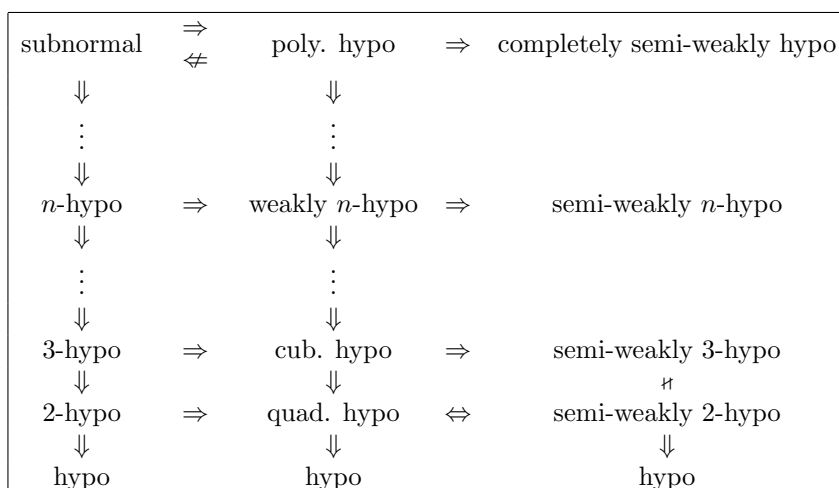 subnormal ⇒ poly. hypo ⇒ completely semi-weakly hypo
⇍
⇓ ⇓
⋮ ⋮
⇓ ⇓
n-hypo ⇒ weakly n-hypo ⇒ semi-weakly n-hypo
⇓ ⇓
⋮ ⋮
⇓ ⇓
3-hypo ⇒ cub. hypo ⇒ semi-weakly 3-hypo
⇓ ⇓
2-hypo ⇒ quad. hypo ⇔ semi-weakly 2-hypo
⇓ ⇓ ⇓
hypo hypo hypo